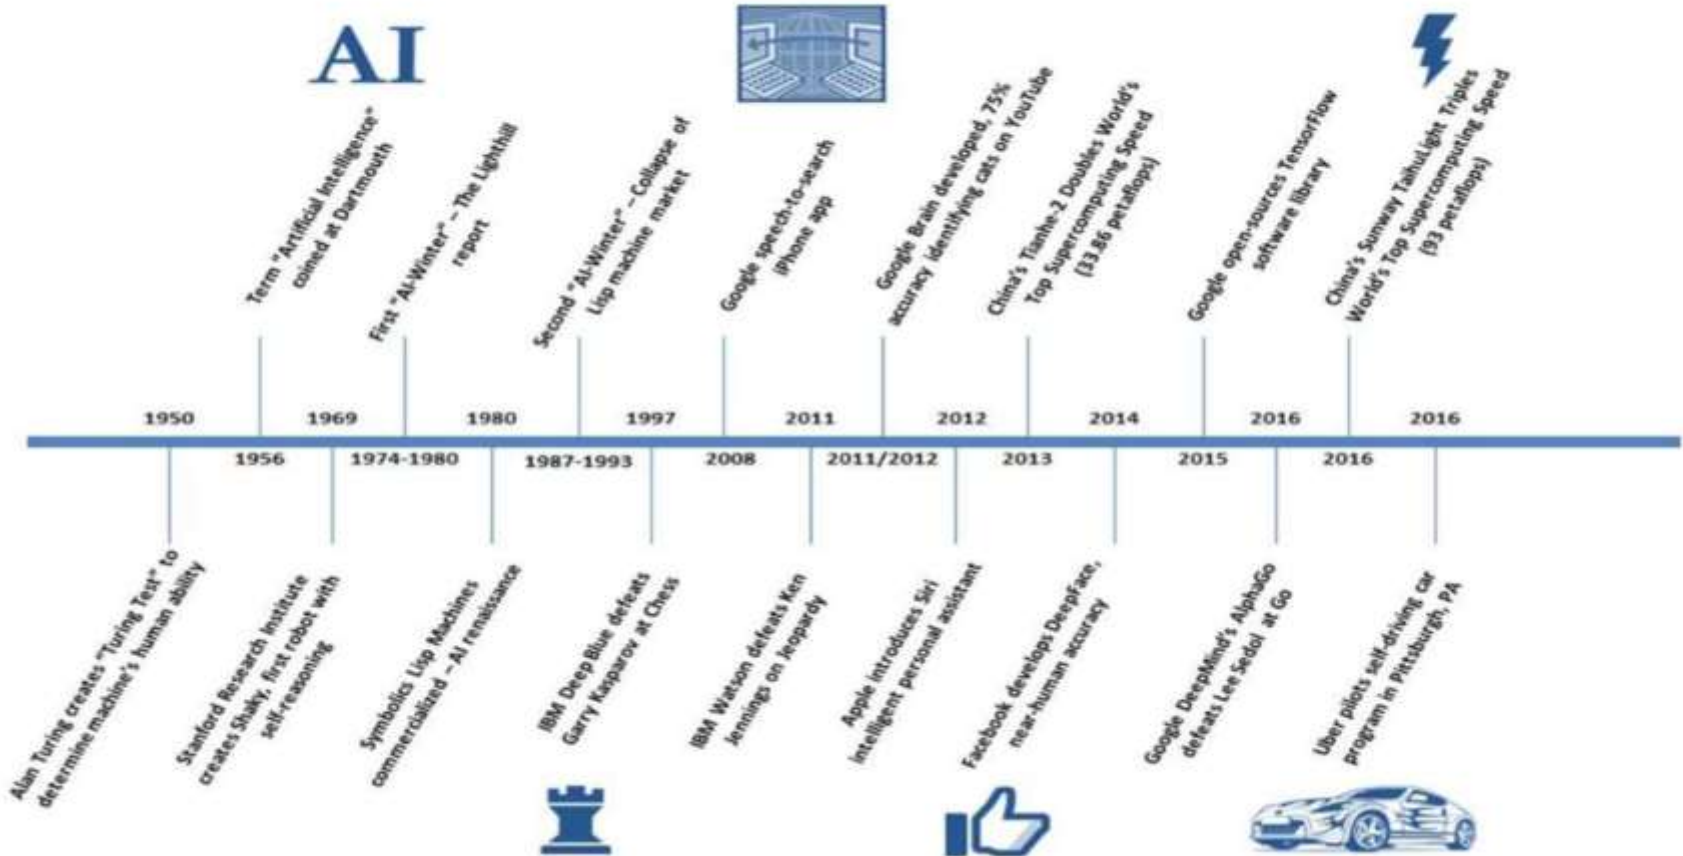 AI
Term "Artificial Intelligence"
coined at Dartmouth
First "AI-Winter" – The Lighthill
report
Second "AI-Winter" – Collapse of
Lisp machine market
Google speech-to-search
iPhone app
Google Brain developed, 75%
accuracy identifying cats on YouTube
China's Tianhe-2 Doubles World's
Top Supercomputing Speed
(33.86 petaflops)
Google open-sources TensorFlow
software library
China's Sunway TaihuLight Triples
World's Top Supercomputing Speed
(93 petaflops)
1950
1969
1980
1997
2011
2012
2014
2016
2016
1956
1974-1980
1987-1993
2008
2011/2012
2013
2015
2016
Alan Turing creates "Turing Test" to
determine machine's human ability
Stanford Research Institute
creates Shaky, first robot with
self-reasoning
Symbolics Lisp Machines
commercialized – AI renaissance
IBM Deep Blue defeats
Garry Kasparov at Chess
IBM Watson defeats Ken
Jennings on Jeopardy
Apple introduces Siri
intelligent personal assistant
Facebook develops DeepFace,
near-human accuracy
Google DeepMind's AlphaGo
defeats Lee Sedol at Go
Uber pilots self-driving car
program in Pittsburgh, PA